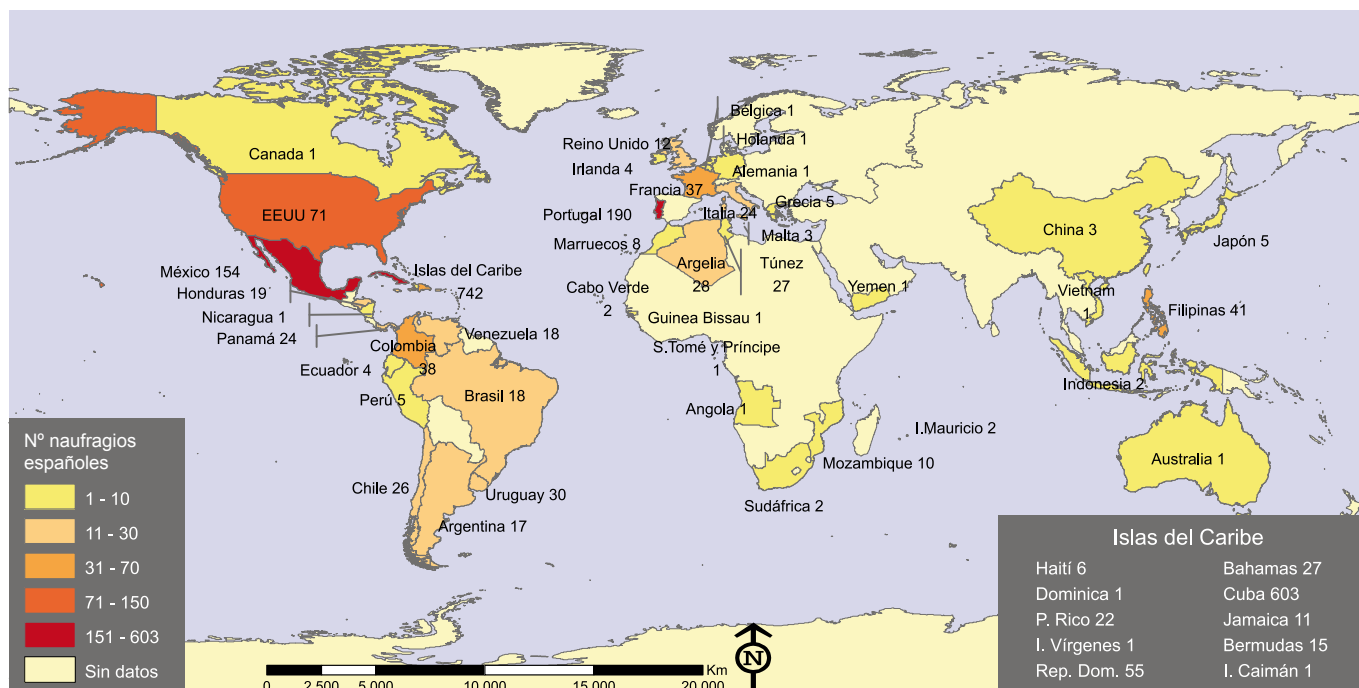 Bélgica 1
Holanda 1
Reino Unido 12
Irlanda 4
Alemania 1
Canada 1
Francia 37
Grecia 5
EEUU 71
Portugal 190
Italia 24
China 3
Malta 3
Japón 5
Marruecos 8
México 154
Islas del Caribe
742
Argelia
28
Túnez
27
Honduras 19
Cabo Verde
2
Yemen 1
Vietnam
1
Nicaragua 1
Guinea Bissau 1
Filipinas 41
Panamá 24
Venezuela 18
Colombia
38
S.Tomé y Príncipe
1
Ecuador 4
Indonesia 2
Perú 5
Brasil 18
Angola 1
I.Mauricio 2
Mozambique 10
Australia 1
Chile 26
Uruguay 30
Sudáfrica 2
Argentina 17
Nº naufragios
españoles
1 - 10
11 - 30
31 - 70
71 - 150
151 - 603
Sin datos
Islas del Caribe
Haití 6
Dominica 1
P. Rico 22
I. Vírgenes 1
Rep. Dom. 55
Bahamas 27
Cuba 603
Jamaica 11
Bermudas 15
I. Caimán 1
N
Km
0 2.500 5.000 10.000 15.000 20.000